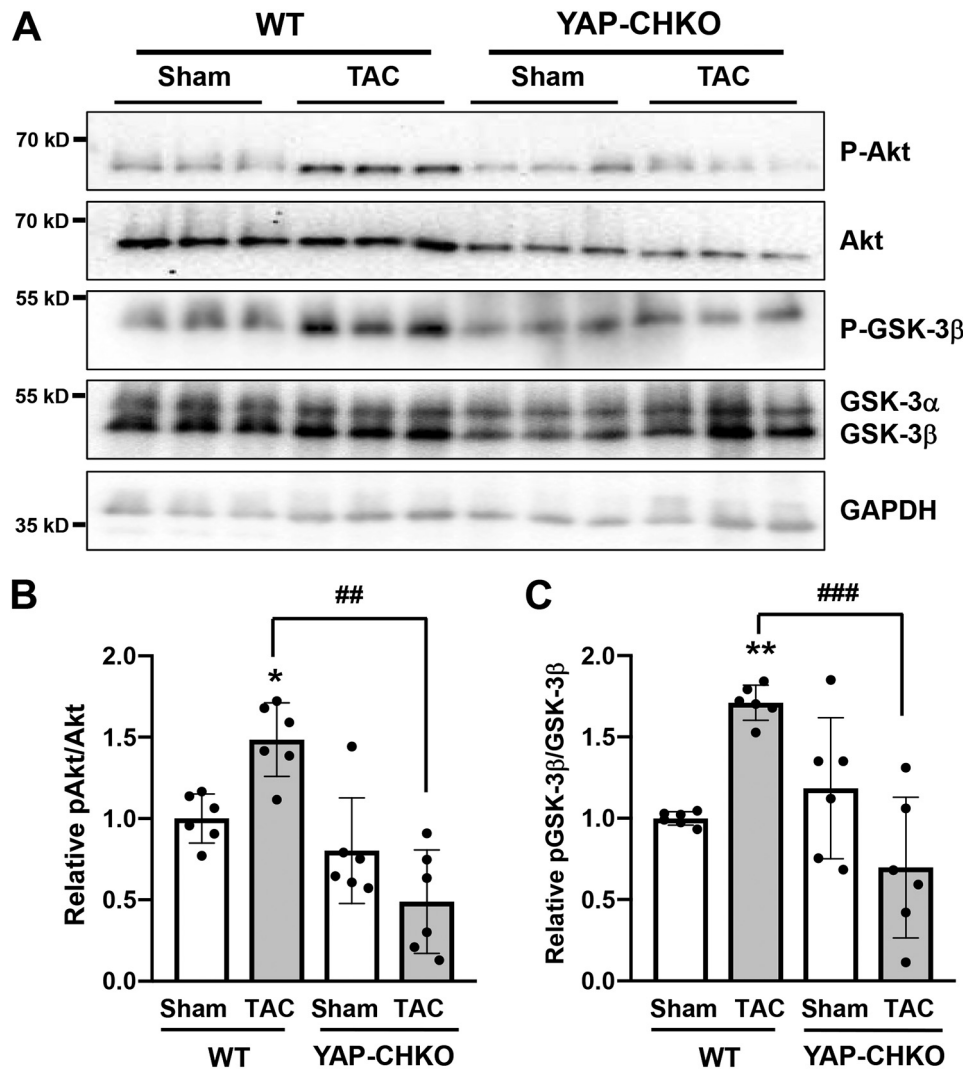 A
WT YAP-CHKO
Sham TAC Sham TAC
70 kD P-Akt
70 kD Akt
55 kD P-GSK-3β
55 kD GSK-3α
GSK-3β
35 kD GAPDH
B
##
*
Relative pAkt/Akt
2.0
1.5
1.0
0.5
0.0
Sham TAC Sham TAC
WT YAP-CHKO
C
###
**
Relative pGSK-3β/GSK-3β
2.0
1.5
1.0
0.5
0.0
Sham TAC Sham TAC
WT YAP-CHKO